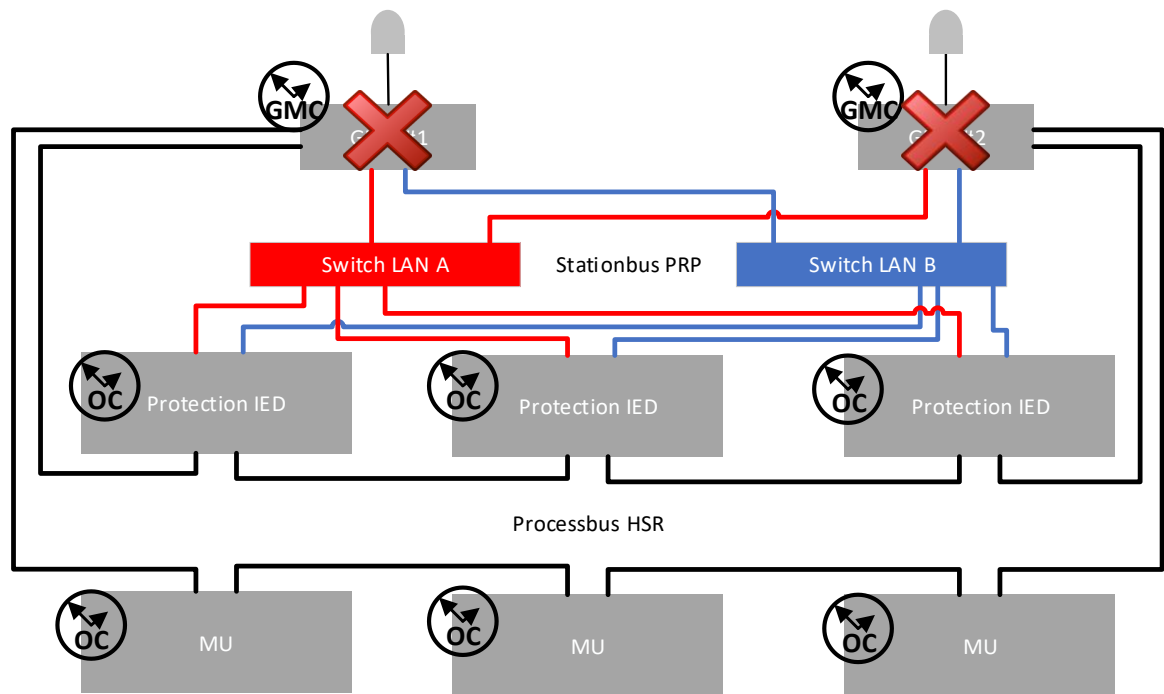 GMC
GMC
Switch LAN A
Stationbus PRP
Switch LAN B
OC
Protection IED
OC
Protection IED
OC
Protection IED
Processbus HSR
OC
MU
OC
MU
OC
MU